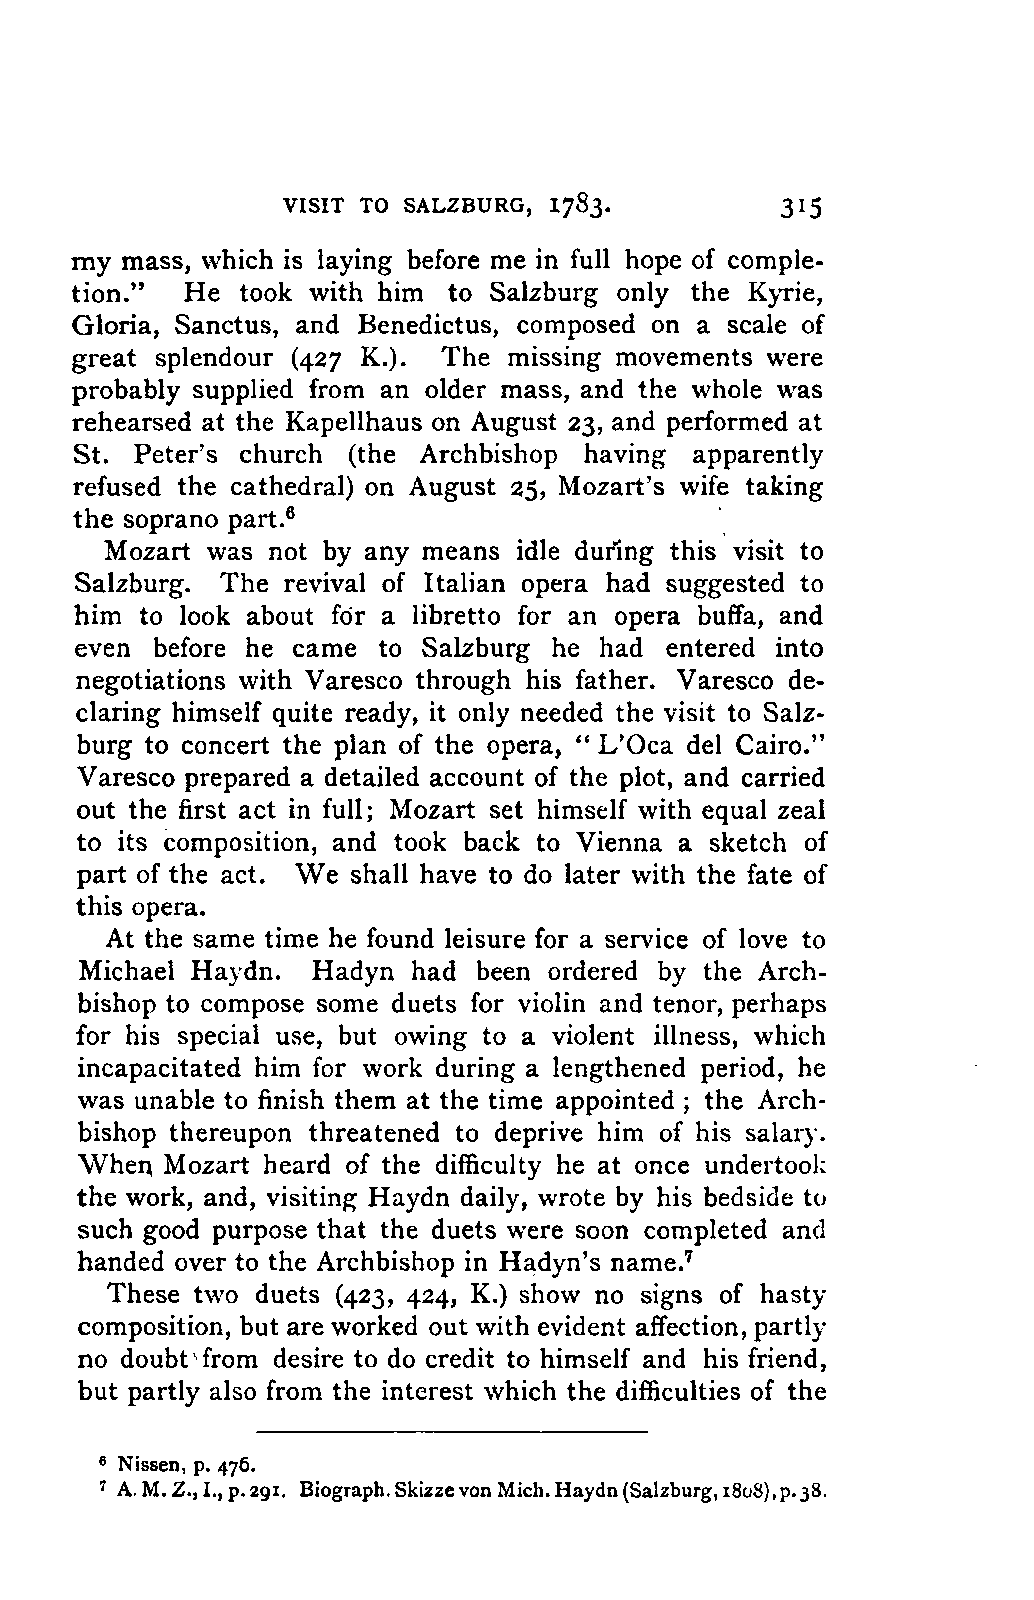 VISIT TO SALZBURG, 1783. 315
my mass, which is laying before me in full hope of comple-
tion." He took with him to Salzburg only the Kyrie,
Gloria, Sanctus, and Benedictus, composed on a scale of
great splendour (427 K.). The missing movements were
probably supplied from an older mass, and the whole was
rehearsed at the Kapellhaus on August 23, and performed at
St. Peter's church (the Archbishop having apparently
refused the cathedral) on August 25, Mozart's wife taking
the soprano part.⁶
Mozart was not by any means idle during this visit to
Salzburg. The revival of Italian opera had suggested to
him to look about for a libretto for an opera buffa, and
even before he came to Salzburg he had entered into
negotiations with Varesco through his father. Varesco de-
claring himself quite ready, it only needed the visit to Salz-
burg to concert the plan of the opera, "L'Oca del Cairo."
Varesco prepared a detailed account of the plot, and carried
out the first act in full; Mozart set himself with equal zeal
to its composition, and took back to Vienna a sketch of
part of the act. We shall have to do later with the fate of
this opera.
At the same time he found leisure for a service of love to
Michael Haydn. Hadyn had been ordered by the Arch-
bishop to compose some duets for violin and tenor, perhaps
for his special use, but owing to a violent illness, which
incapacitated him for work during a lengthened period, he
was unable to finish them at the time appointed; the Arch-
bishop thereupon threatened to deprive him of his salary.
When Mozart heard of the difficulty he at once undertook
the work, and, visiting Haydn daily, wrote by his bedside to
such good purpose that the duets were soon completed and
handed over to the Archbishop in Hadyn's name.⁷
These two duets (423, 424, K.) show no signs of hasty
composition, but are worked out with evident affection, partly
no doubt from desire to do credit to himself and his friend,
but partly also from the interest which the difficulties of the
⁶ Nissen, p. 476.
⁷ A. M. Z., I., p. 291. Biograph. Skizze von Mich. Haydn (Salzburg, 1808), p. 38.